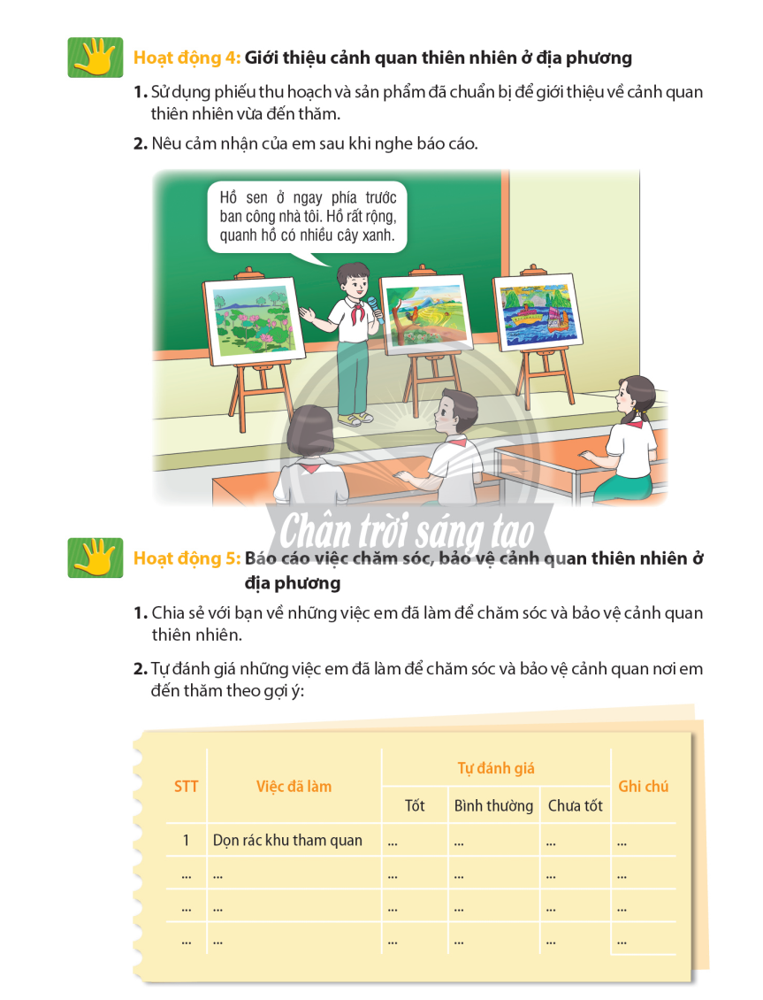 Hoạt động 4: Giới thiệu cảnh quan thiên nhiên ở địa phương
1. Sử dụng phiếu thu hoạch và sản phẩm đã chuẩn bị để giới thiệu về cảnh quan
thiên nhiên vừa đến thăm.
2. Nêu cảm nhận của em sau khi nghe báo cáo.
Hồ sen ở ngay phía trước
ban công nhà tôi. Hồ rất rộng,
quanh hồ có nhiều cây xanh.
Chân trời sáng tạo
Hoạt động 5: Báo cáo việc chăm sóc, bảo vệ cảnh quan thiên nhiên ở
địa phương
1. Chia sẻ với bạn về những việc em đã làm để chăm sóc và bảo vệ cảnh quan
thiên nhiên.
2. Tự đánh giá những việc em đã làm để chăm sóc và bảo vệ cảnh quan nơi em
đến thăm theo gợi ý:
STT Việc đã làm Tự đánh giá Ghi chú
Tốt Bình thường Chưa tốt
1 Dọn rác khu tham quan ... ... ... ...
... ... ... ... ... ...
... ... ... ... ... ...
... ... ... ... ... ...